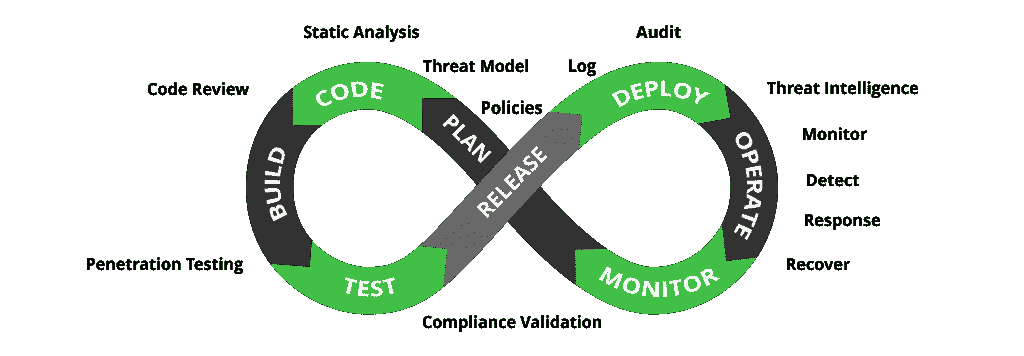 Static Analysis
Audit
Threat Model
Log
Code Review
CODE
DEPLOY
Threat Intelligence
Policies
PLAN
Monitor
BUILD
RELEASE
OPERATE
Detect
Response
Penetration Testing
Recover
TEST
MONITOR
Compliance Validation